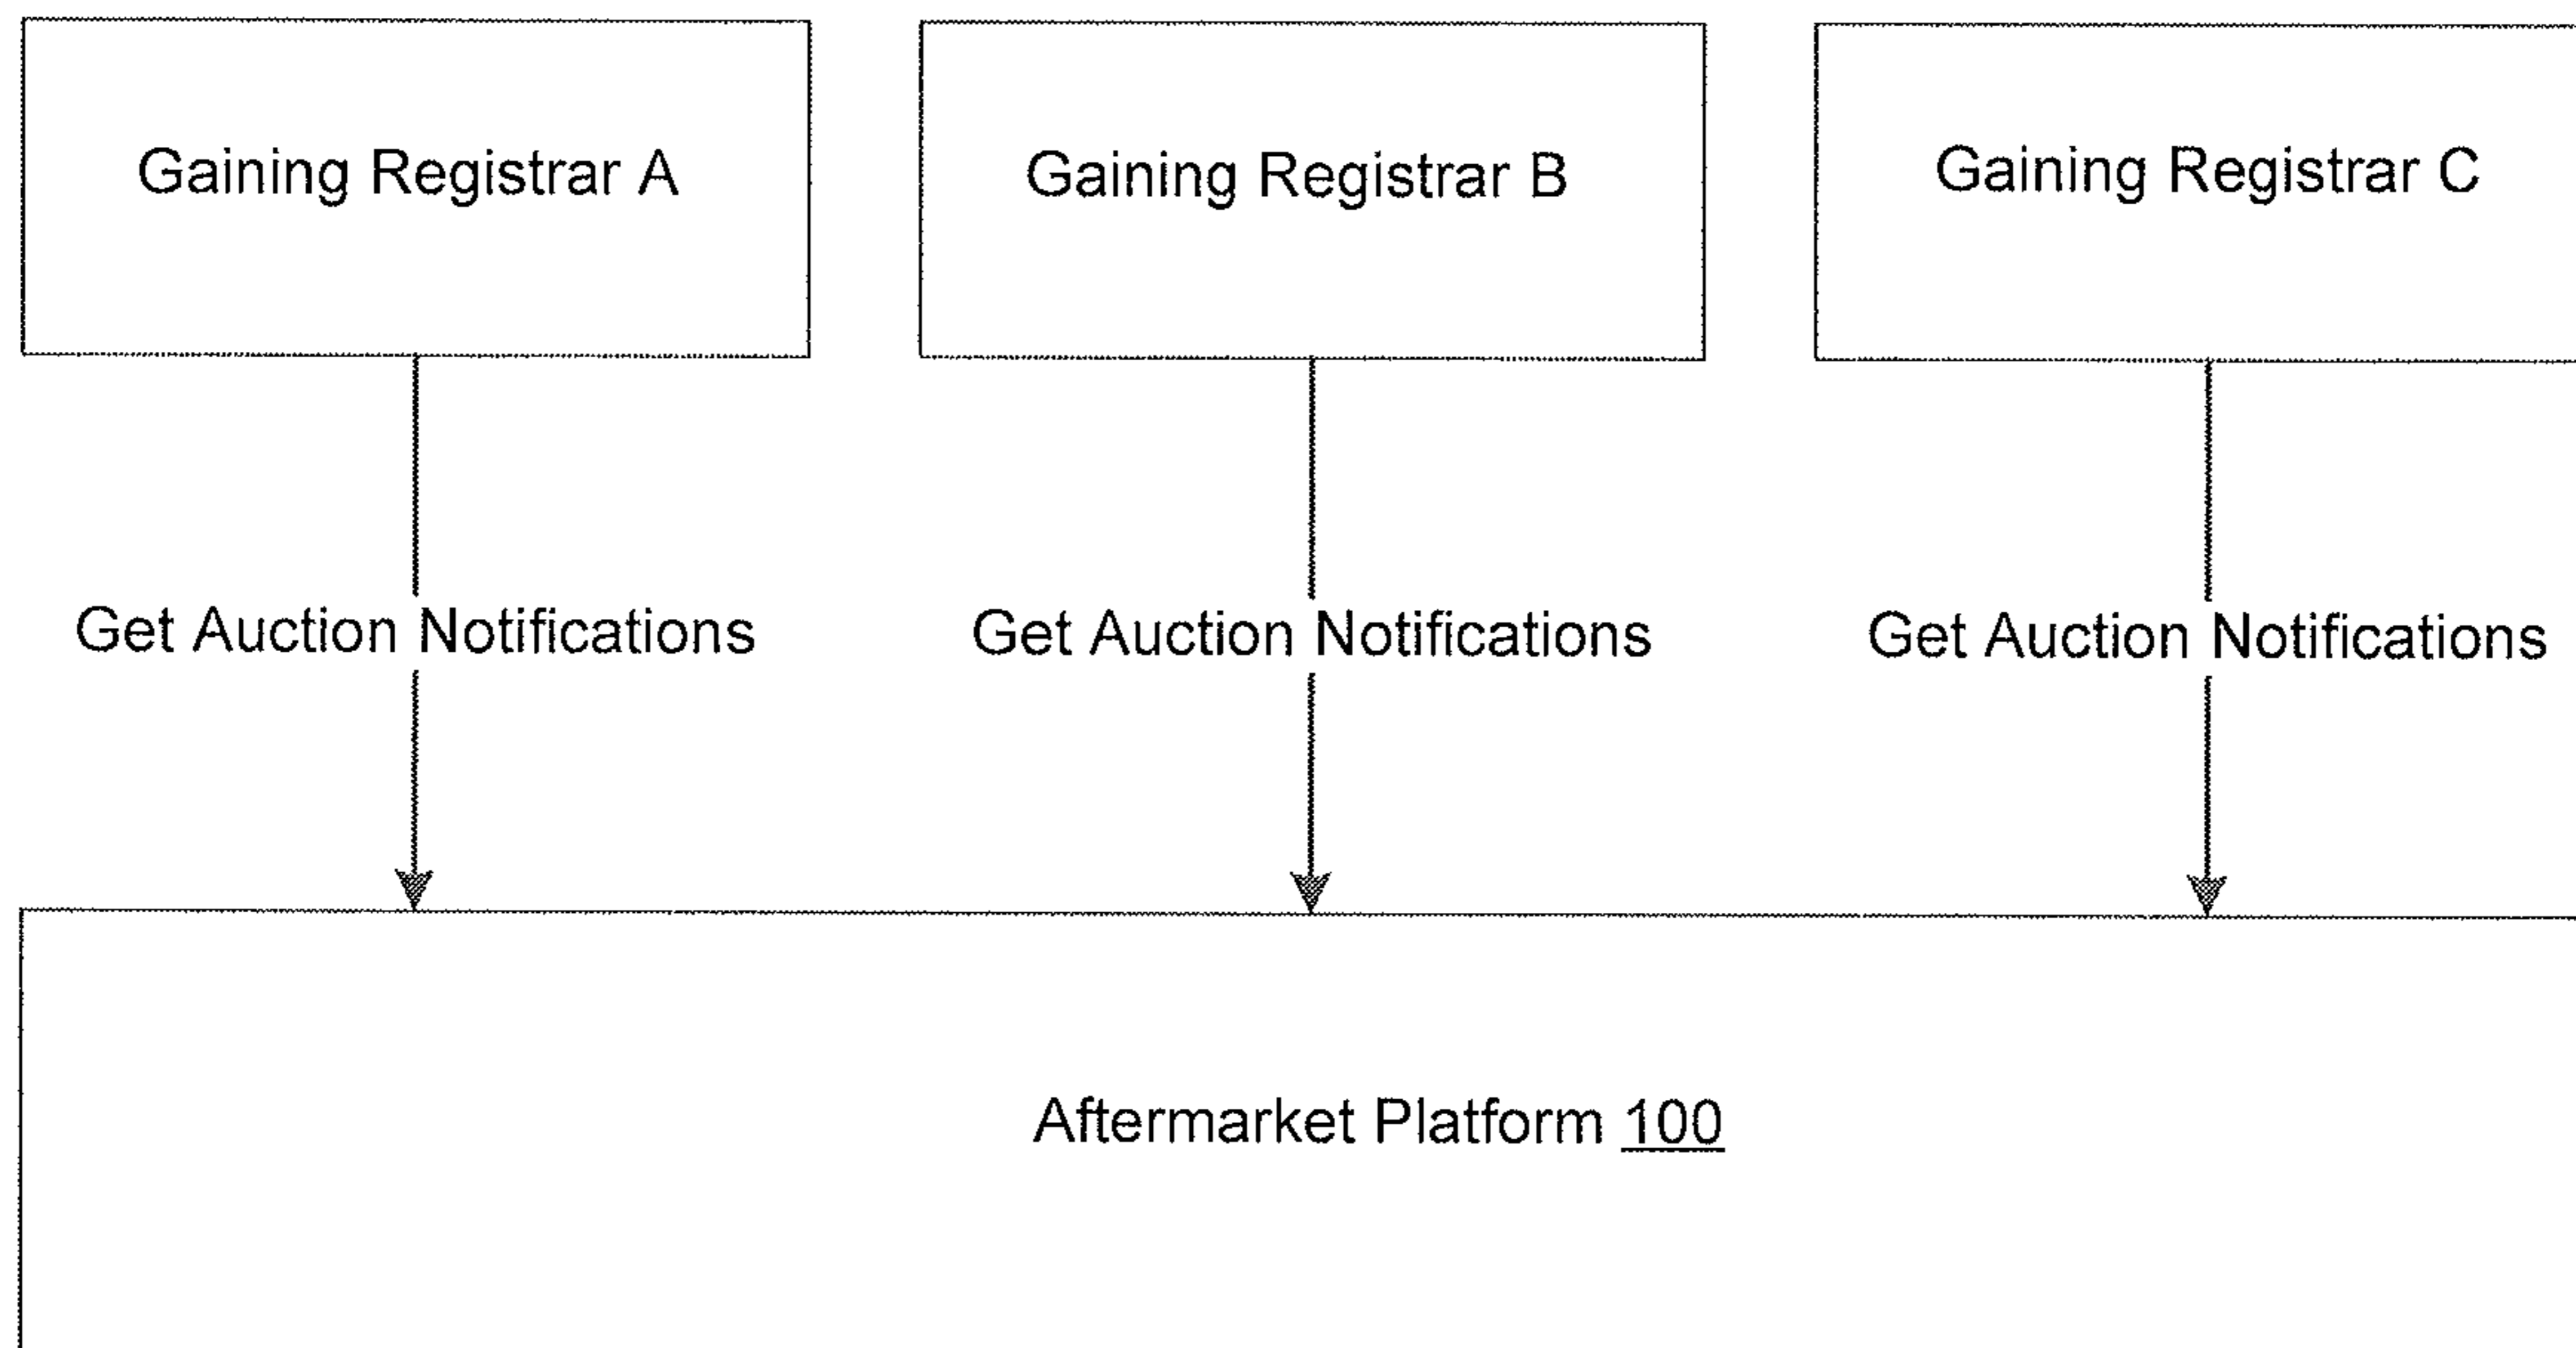 Gaining Registrar A
Gaining Registrar B
Gaining Registrar C
Get Auction Notifications
Get Auction Notifications
Get Auction Notifications
Aftermarket Platform 100